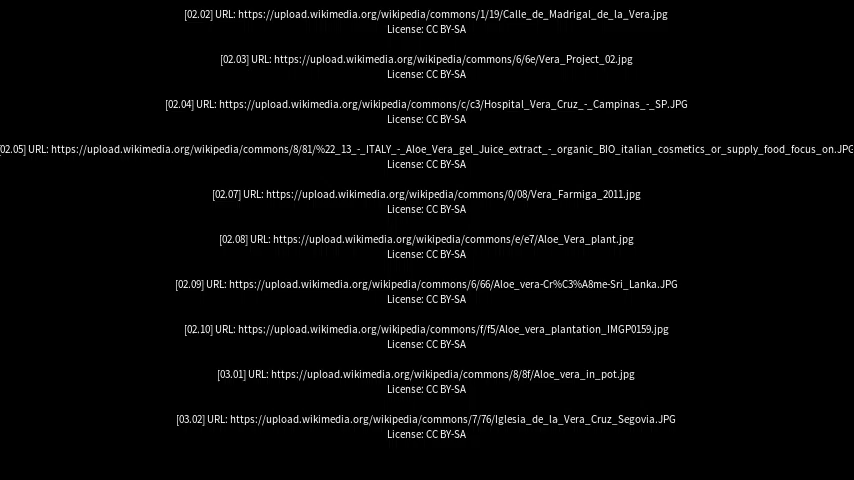 [02.02] URL: https://upload.wikimedia.org/wikipedia/commons/1/19/Calle_de_Madrigal_de_la_Vera.jpg
License: CC BY-SA
[02.03] URL: https://upload.wikimedia.org/wikipedia/commons/6/6e/Vera_Project_02.jpg
License: CC BY-SA
[02.04] URL: https://upload.wikimedia.org/wikipedia/commons/c/c3/Hospital_Vera_Cruz_-_Campinas_-_SP.JPG
License: CC BY-SA
02.05] URL: https://upload.wikimedia.org/wikipedia/commons/8/81/%22_13_-_ITALY_-_Aloe_Vera_gel_Juice_extract_-_organic_BIO_italian_cosmetics_or_supply_food_focus_on.JPG
License: CC BY-SA
[02.07] URL: https://upload.wikimedia.org/wikipedia/commons/0/08/Vera_Farmiga_2011.jpg
License: CC BY-SA
[02.08] URL: https://upload.wikimedia.org/wikipedia/commons/e/e7/Aloe_Vera_plant.jpg
License: CC BY-SA
[02.09] URL: https://upload.wikimedia.org/wikipedia/commons/6/66/Aloe_vera-Cr%C3%A8me-Sri_Lanka.JPG
License: CC BY-SA
[02.10] URL: https://upload.wikimedia.org/wikipedia/commons/f/f5/Aloe_vera_plantation_IMGP0159.jpg
License: CC BY-SA
[03.01] URL: https://upload.wikimedia.org/wikipedia/commons/8/8f/Aloe_vera_in_pot.jpg
License: CC BY-SA
[03.02] URL: https://upload.wikimedia.org/wikipedia/commons/7/76/Iglesia_de_la_Vera_Cruz_Segovia.JPG
License: CC BY-SA